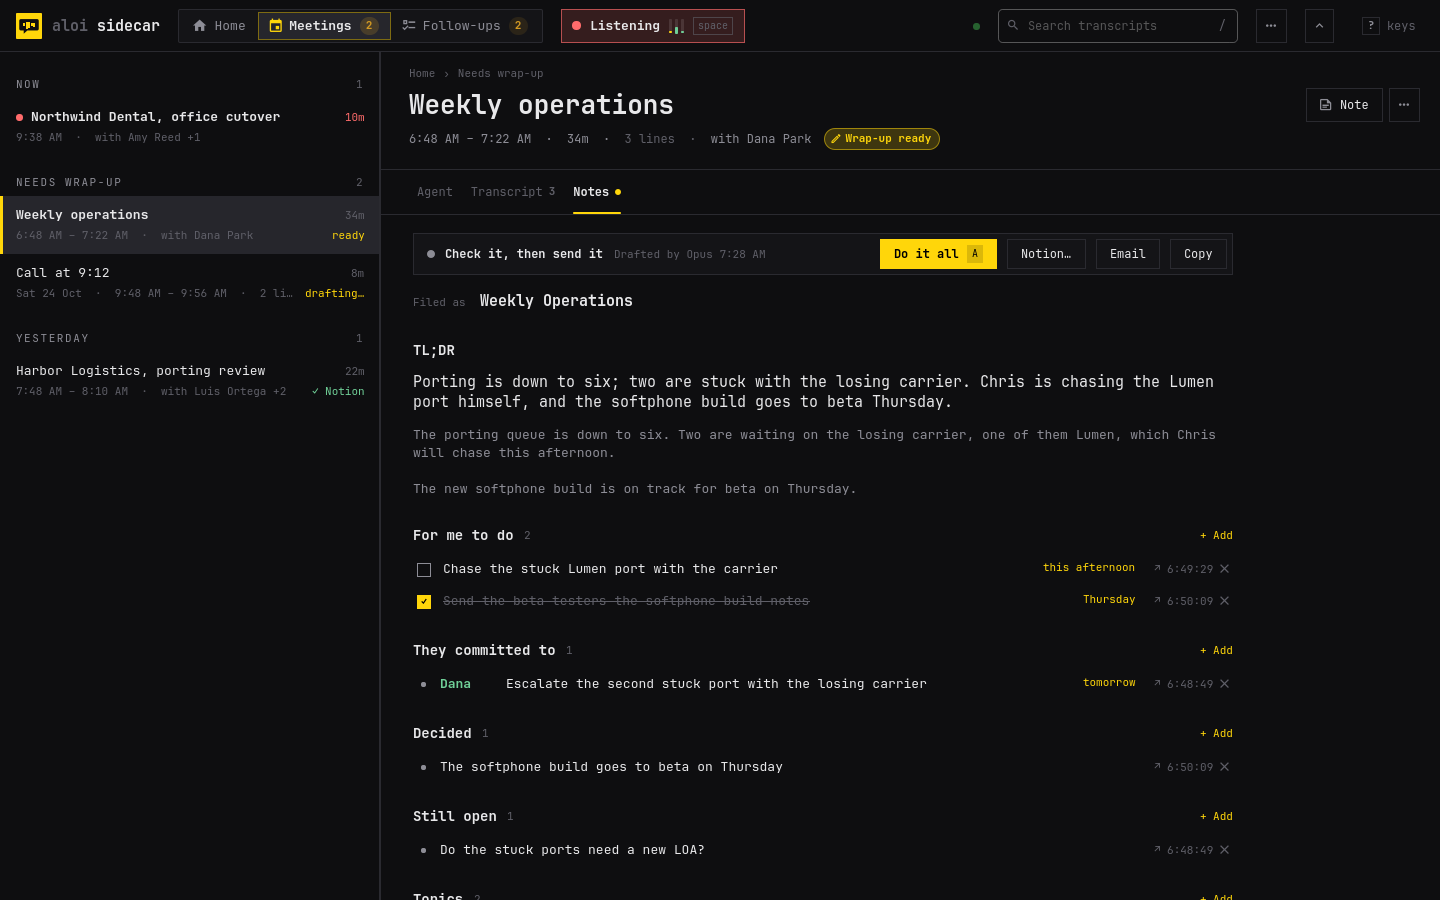 aloi sidecar
Home
Meetings 2
Follow-ups 2
Listening space
Search transcripts /
? keys
NOW 1
Northwind Dental, office cutover 10m
9:38 AM · with Amy Reed +1
NEEDS WRAP-UP 2
Weekly operations 34m
6:48 AM – 7:22 AM · with Dana Park ready
Call at 9:12 8m
Sat 24 Oct · 9:48 AM – 9:56 AM · 2 li… drafting…
YESTERDAY 1
Harbor Logistics, porting review 22m
7:48 AM – 8:10 AM · with Luis Ortega +2 ✓ Notion
Home › Needs wrap-up
Weekly operations
Note
6:48 AM – 7:22 AM · 34m · 3 lines · with Dana Park Wrap-up ready
Agent Transcript 3 Notes
Check it, then send it Drafted by Opus 7:28 AM Do it all A Notion… Email Copy
Filed as Weekly Operations
TL;DR
Porting is down to six; two are stuck with the losing carrier. Chris is chasing the Lumen
port himself, and the softphone build goes to beta Thursday.
The porting queue is down to six. Two are waiting on the losing carrier, one of them Lumen, which Chris
will chase this afternoon.
The new softphone build is on track for beta on Thursday.
For me to do 2 + Add
Chase the stuck Lumen port with the carrier this afternoon ↗ 6:49:29 ×
Send the beta testers the softphone build notes Thursday ↗ 6:50:09 ×
They committed to 1 + Add
Dana Escalate the second stuck port with the losing carrier tomorrow ↗ 6:48:49 ×
Decided 1 + Add
The softphone build goes to beta on Thursday ↗ 6:50:09 ×
Still open 1 + Add
Do the stuck ports need a new LOA? ↗ 6:48:49 ×
Topics 2 + Add